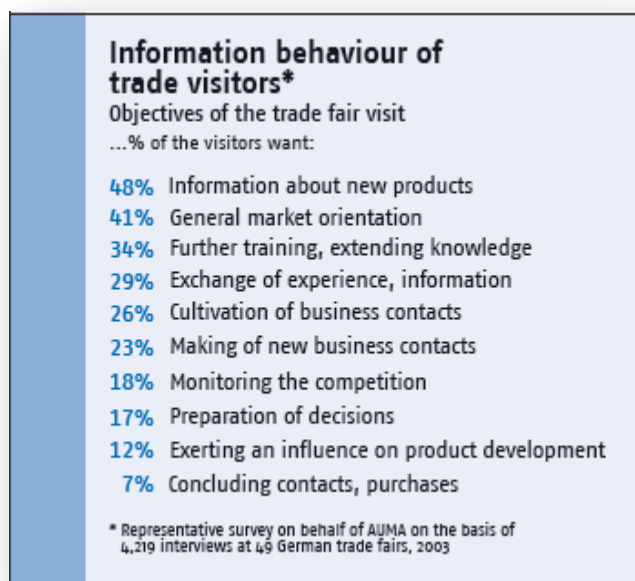 Information behaviour of
trade visitors*
Objectives of the trade fair visit
...% of the visitors want:
48% Information about new products
41% General market orientation
34% Further training, extending knowledge
29% Exchange of experience, information
26% Cultivation of business contacts
23% Making of new business contacts
18% Monitoring the competition
17% Preparation of decisions
12% Exerting an influence on product development
7% Concluding contacts, purchases
* Representative survey on behalf of AUMA on the basis of
4,219 interviews at 49 German trade fairs, 2003